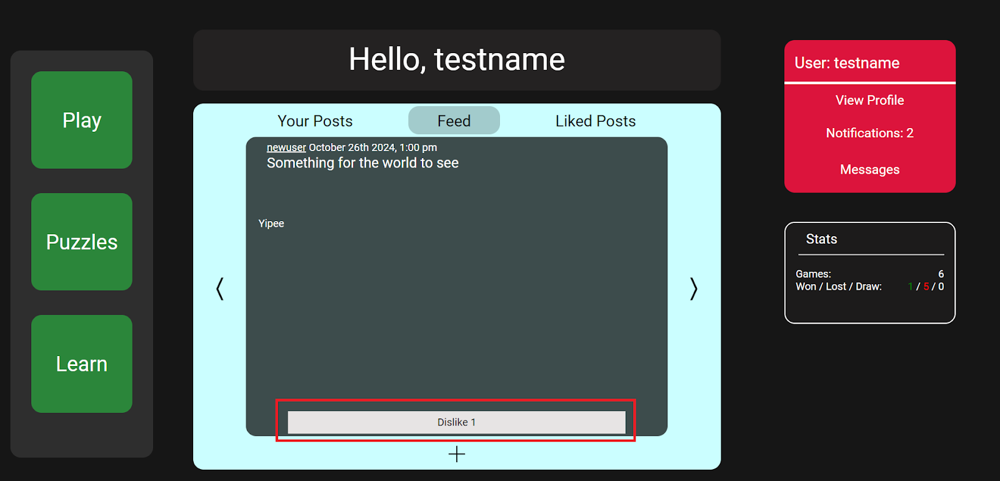 Hello, testname
Play
Puzzles
Learn
Your Posts Feed Liked Posts
newuser October 26th 2024, 1:00 pm
Something for the world to see
Yipee
Dislike 1
User: testname
View Profile
Notifications: 2
Messages
Stats
Games: 6
Won / Lost / Draw: 1 / 5 / 0